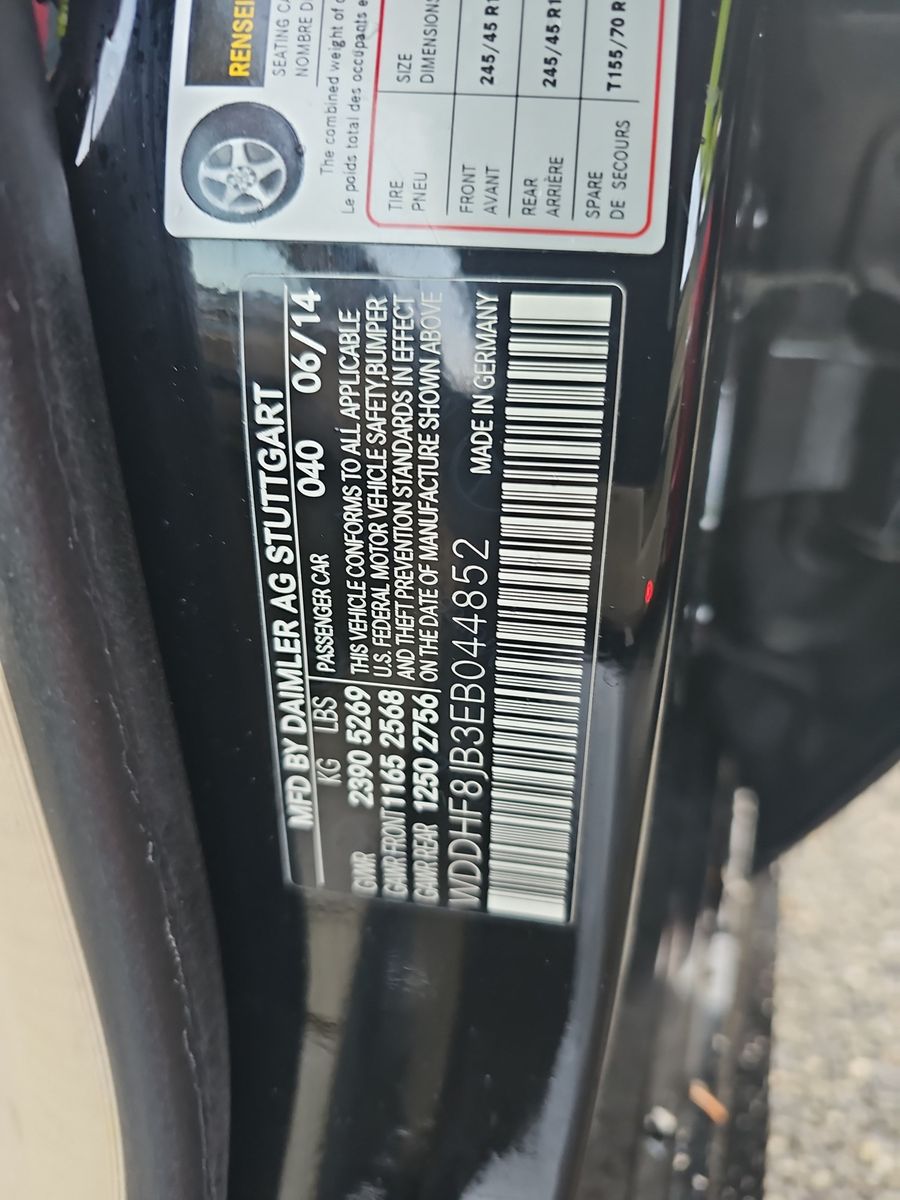 MFD BY DAIMLER AG STUTTGART
KG LBS PASSENGER CAR 040 06/14
GVWR 2390 5269
GAWR FRONT 1165 2568
GAWR REAR 1250 2756
THIS VEHICLE CONFORMS TO ALL APPLICABLE
U.S. FEDERAL MOTOR VEHICLE SAFETY,BUMPER
AND THEFT PREVENTION STANDARDS IN EFFECT
ON THE DATE OF MANUFACTURE SHOWN ABOVE
WDDHF8JB3EB044852 MADE IN GERMANY
RENSEI
SEATING CA
NOMBRE D
The combined weight of
Le poids total des occupants e
TIRE SIZE
PNEU DIMENSIONS
FRONT 245/45 R1
AVANT
REAR 245/45 R1
ARRIÈRE
SPARE T155/70 R
DE SECOURS